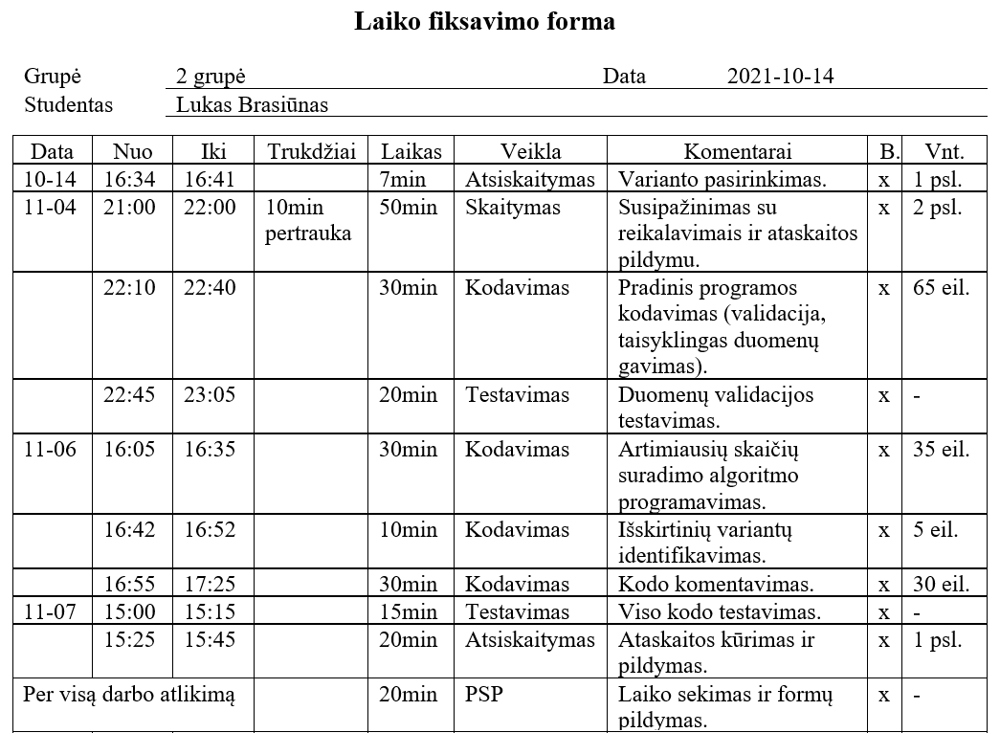 Laiko fiksavimo forma
Grupė 2 grupė Data 2021-10-14
Studentas Lukas Brasiūnas
Data Nuo Iki Trukdžiai Laikas Veikla Komentarai B. Vnt.
10-14 16:34 16:41 7min Atsiskaitymas Varianto pasirinkimas. x 1 psl.
11-04 21:00 22:00 10min 50min Skaitymas Susipažinimas su x 2 psl.
pertrauka reikalavimais ir ataskaitos
pildymu.
22:10 22:40 30min Kodavimas Pradinis programos x 65 eil.
kodavimas (validacija,
taisyklingas duomenų
gavimas).
22:45 23:05 20min Testavimas Duomenų validacijos x -
testavimas.
11-06 16:05 16:35 30min Kodavimas Artimiausių skaičių x 35 eil.
suradimo algoritmo
programavimas.
16:42 16:52 10min Kodavimas Išskirtinių variantų x 5 eil.
identifikavimas.
16:55 17:25 30min Kodavimas Kodo komentavimas. x 30 eil.
11-07 15:00 15:15 15min Testavimas Viso kodo testavimas. x -
15:25 15:45 20min Atsiskaitymas Ataskaitos kūrimas ir x 1 psl.
pildymas.
Per visą darbo atlikimą 20min PSP Laiko sekimas ir formų x -
pildymas.